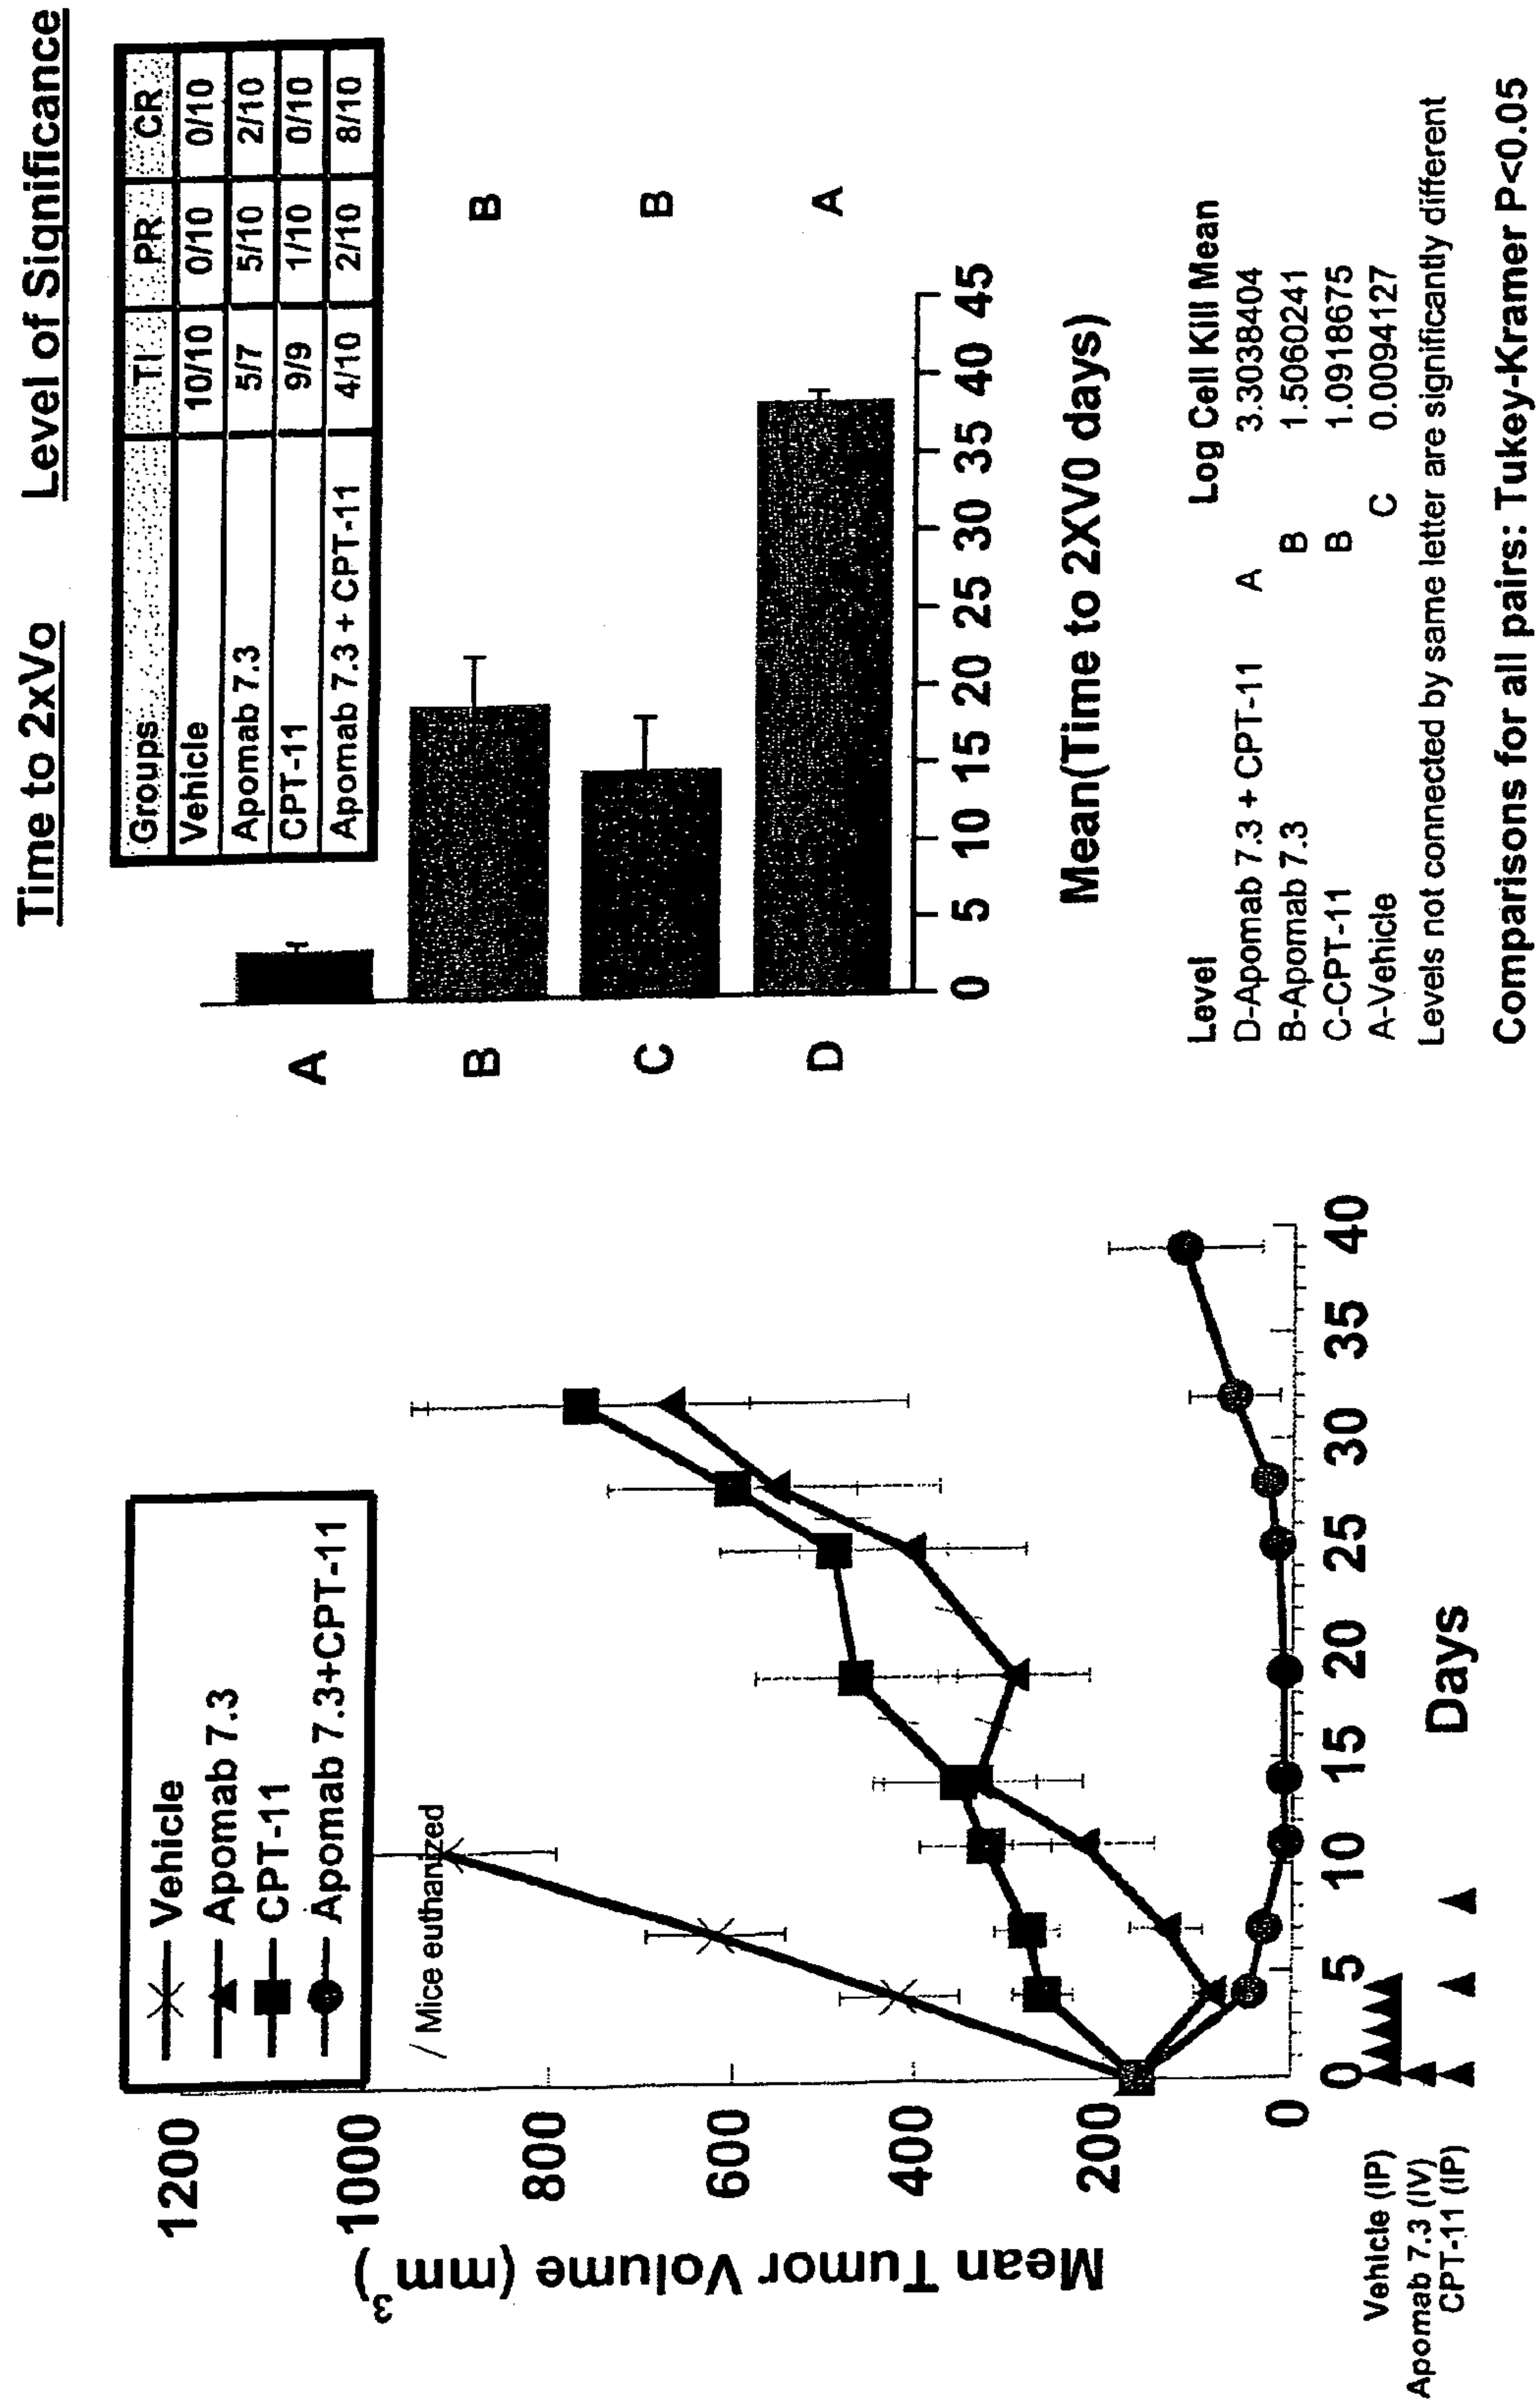 Vehicle
Apomab 7.3
CPT-11
Apomab 7.3+CPT-11
Mice euthanized
1200
1000
800
600
400
200
0
Mean Tumor Volume (mm3)
0 5 10 15 20 25 30 35 40
Days
Vehicle (IP)
Apomab 7.3 (IV)
CPT-11 (IP)
Time to 2xVo
Level of Significance
Groups TI PR CR
Vehicle 10/10 0/10 0/10
Apomab 7.3 5/7 5/10 2/10
CPT-11 9/9 1/10 0/10
Apomab 7.3 + CPT-11 4/10 2/10 8/10
A
B B
C B
D A
0 5 10 15 20 25 30 35 40 45
Mean(Time to 2XV0 days)
Level Log Cell Kill Mean
D-Apomab 7.3 + CPT-11 A 3.3038404
B-Apomab 7.3 B 1.5060241
C-CPT-11 B 1.0918675
A-Vehicle C 0.0094127
Levels not connected by same letter are significantly different
Comparisons for all pairs: Tukey-Kramer P<0.05